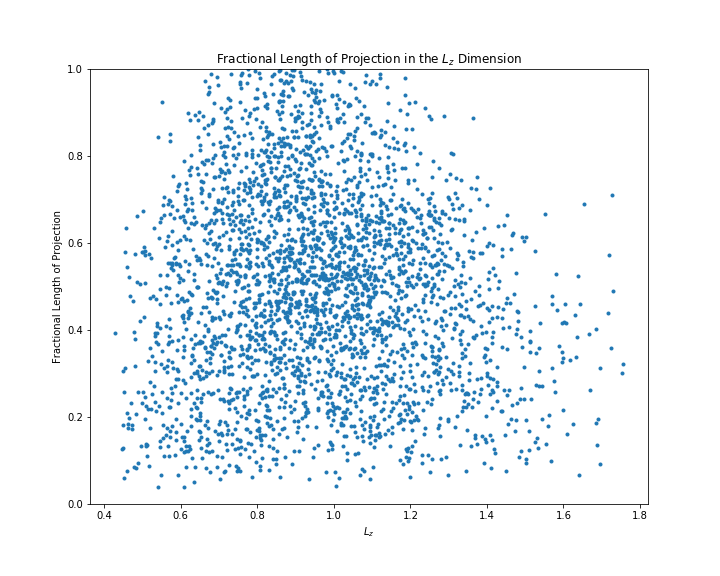 Fractional Length of Projection in the L_z Dimension
1.0
0.8
0.6
0.4
0.2
0.0
Fractional Length of Projection
0.4 0.6 0.8 1.0 1.2 1.4 1.6 1.8
L_z